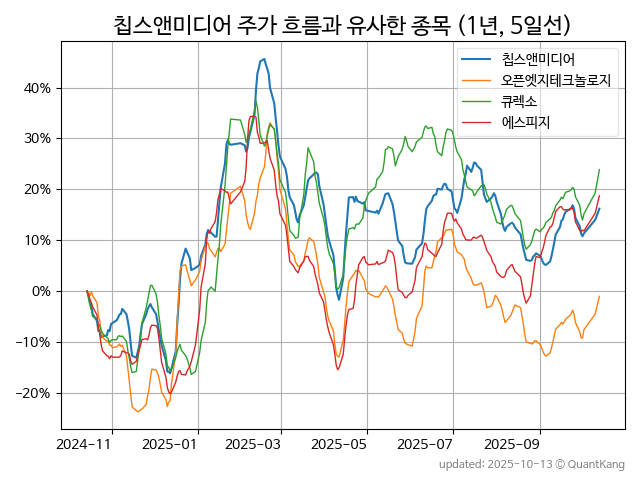 칩스앤미디어 주가 흐름과 유사한 종목 (1년, 5일선)
칩스앤미디어
오픈엣지테크놀로지
큐렉소
에스피지
40%
30%
20%
10%
0%
−10%
−20%
2024-11
2025-01
2025-03
2025-05
2025-07
2025-09
updated: 2025-10-13 ⓒ QuantKang